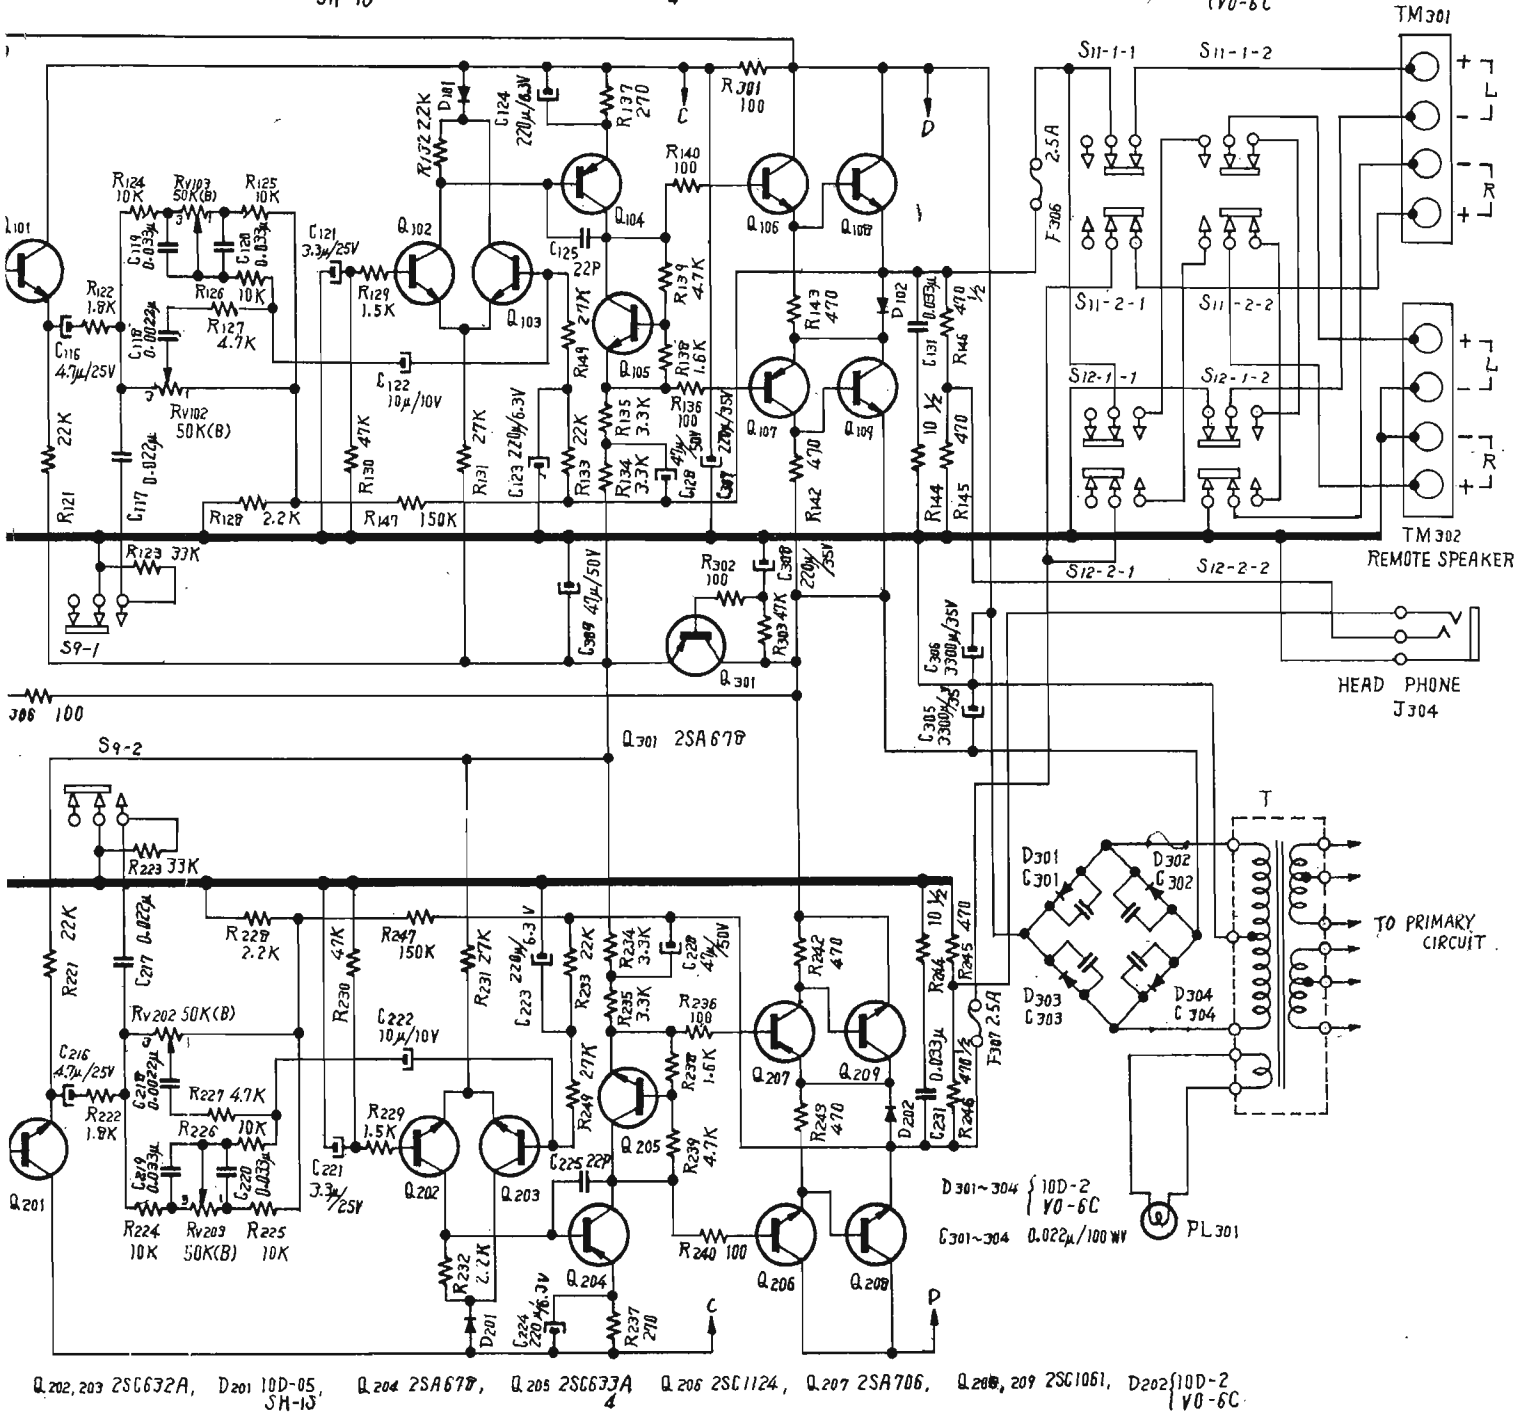 TM301
S11-1-1
S11-1-2
+
L
-
-
R
+
D101
C124
220μ/6.3V
R137
270
C
R301
100
D
R132 2.2K
2.5A
F306
R140
100
R124
10K
RV103
50K(B)
R125
10K
3
1
Q101
C119
0.033μ
C120
0.033μ
C121
3.3μ/25V
Q102
Q104
Q106
Q108
C125
22P
R122
1.8K
R126
10K
R127
4.7K
R129
1.5K
Q103
27K
R149
R139
4.7K
R143
470
D102
0.033μ
C131
470
1/2
R146
S11-2-1
S11-2-2
C116
4.7μ/25V
C118
0.0022μ
C122
10μ/10V
Q105
R138
1.6K
RV102
50K(B)
R136
100
Q107
Q109
S12-1-1
S12-1-2
+
L
-
-
R
+
22K
R121
0.022μ
C117
47K
R130
27K
R131
C123 220μ/6.3V
22K
R133
R135
3.3K
R134
3.3K
47μ/50V
C128
220μ/35V
C307
470
R142
10 1/2
R144
470
R145
R128
2.2K
R147
150K
TM302
REMOTE SPEAKER
R123 33K
S9-1
C309 47μ/50V
R302
100
C308
220μ/35V
R303 47K
Q301
S12-2-1
S12-2-2
C306
3300μ/35V
C305
3300μ/35
HEAD PHONE
J304
306 100
Q301 2SA678
S9-2
R223 33K
T
D301
C301
D302
C302
D303
C303
D304
C304
TO PRIMARY
CIRCUIT
22K
R221
0.022μ
C217
R228
2.2K
47K
R230
R247
150K
27K
R231
220μ/6.3V
C223
22K
R233
R234
3.3K
R235
3.3K
C228
47μ/50V
R242
470
10 1/2
R244
470
R245
RV202 50K(B)
R236
100
F307 2.5A
C216
4.7μ/25V
C218
0.0022μ
C222
10μ/10V
27K
R249
R238
1.6K
Q207
Q209
0.033μ
C231
470 1/2
R246
R222
1.8K
R227 4.7K
R226
10K
R229
1.5K
Q205
R239
4.7K
R243
470
D202
C219
0.033μ
C220
0.033μ
C221
3.3μ/25V
Q202
Q203
C225 22P
Q201
R224
10K
RV203
50K(B)
R225
10K
R232
2.2K
Q204
R240 100
Q206
Q208
D301~304 { 10D-2
VO-6C
C301~304 0.022μ/100WV
PL301
D201
C224
220μ/6.3V
R237
270
C
D
Q202,203 2SC632A, D201 10D-05, SH-1S Q204 2SA678, Q205 2SC633A 4 Q206 2SC1124, Q207 2SA706, Q208,209 2SC1061, D202 { 10D-2 VO-6C